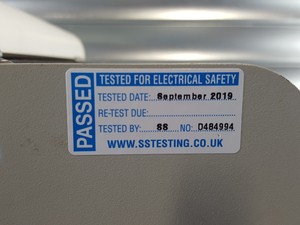 PASSED
TESTED FOR ELECTRICAL SAFETY
TESTED DATE: September 2019
RE-TEST DUE:
TESTED BY: SS NO: D484994
WWW.SSTESTING.CO.UK